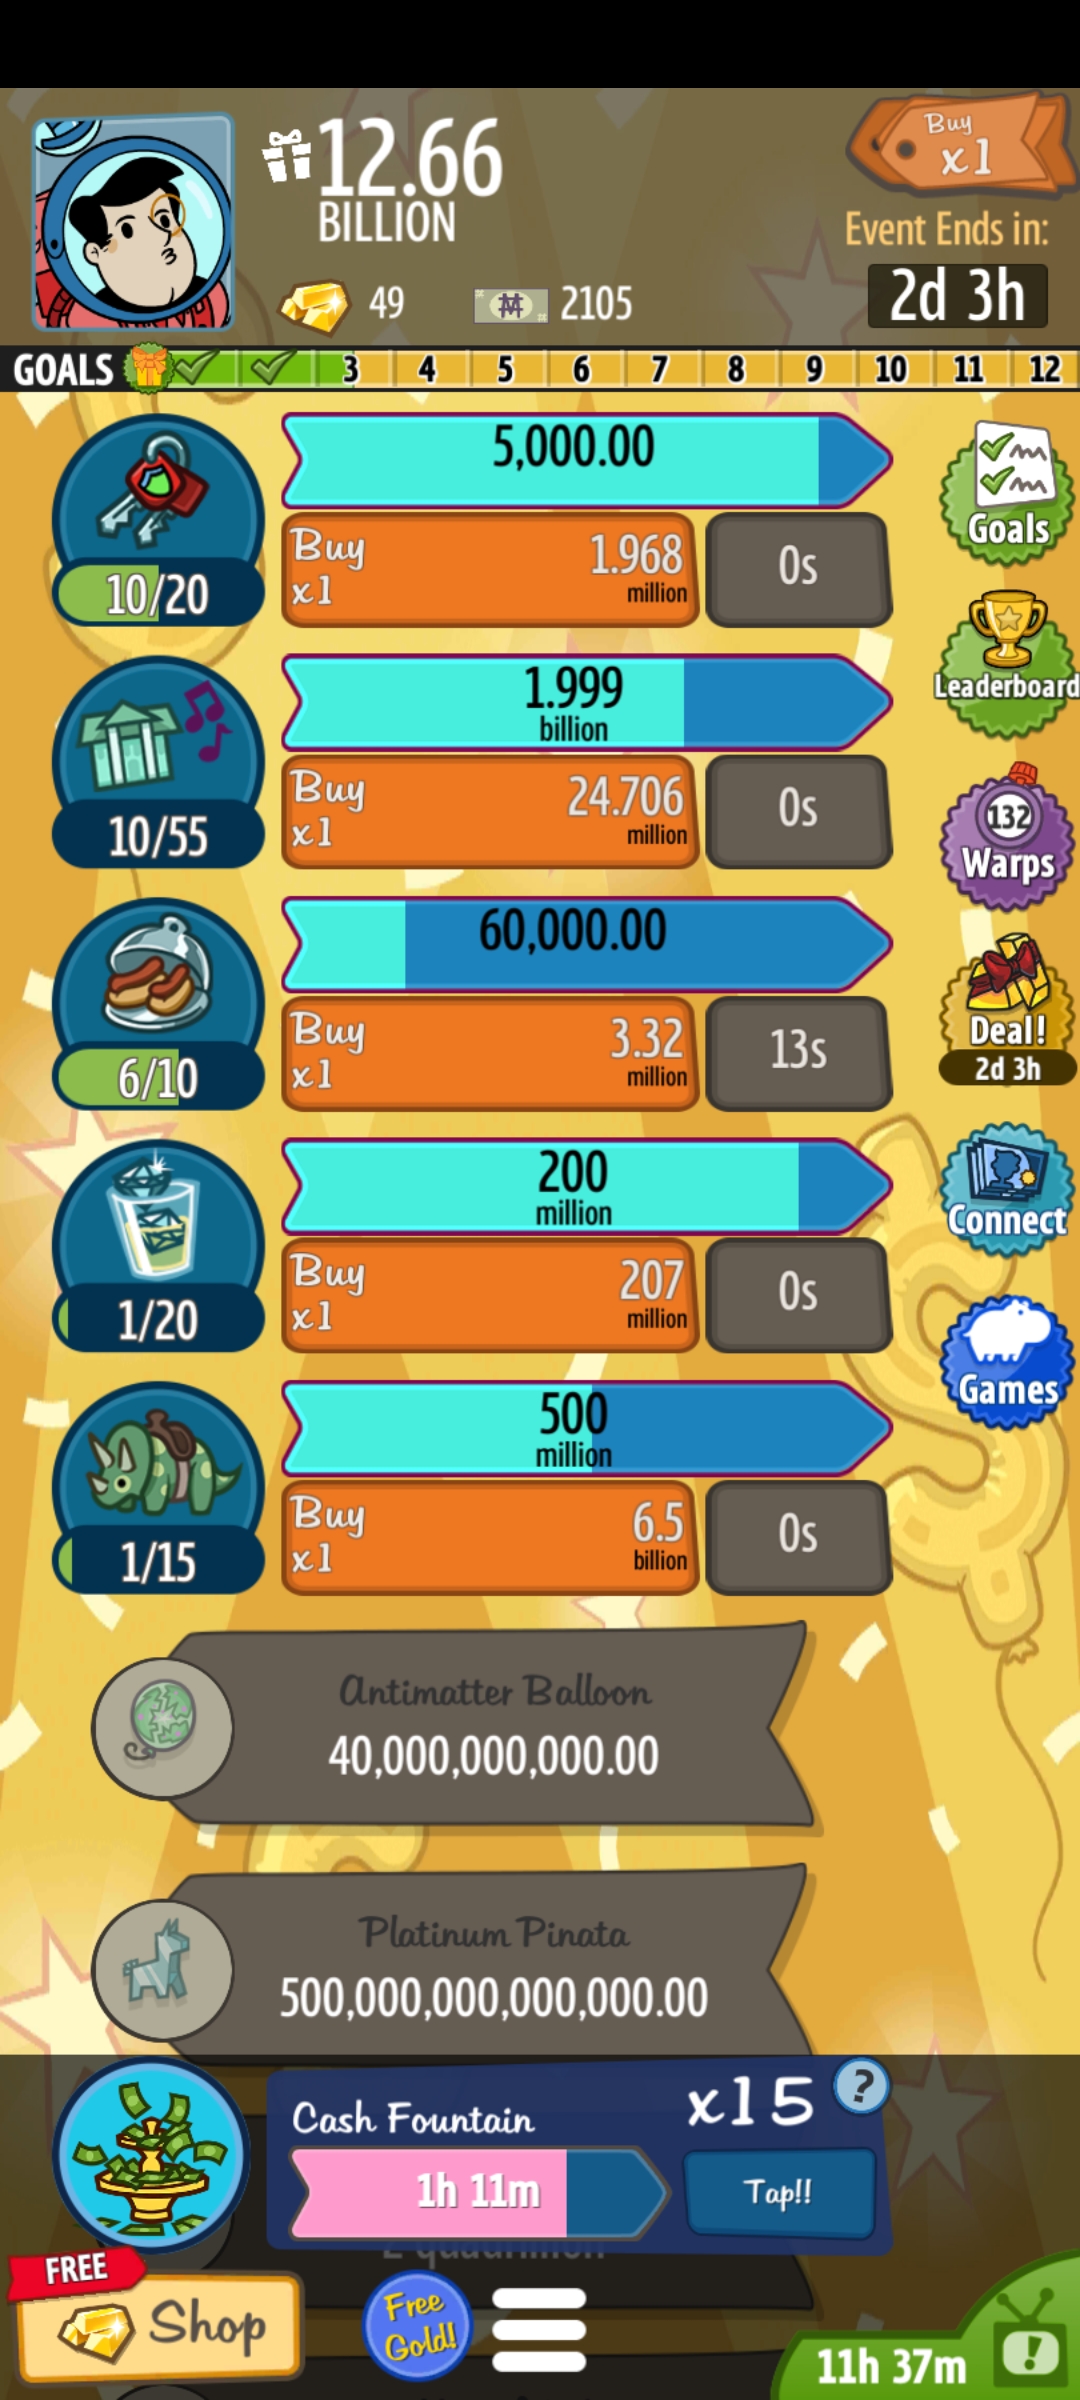 12.66
BILLION
Buy
x1
Event Ends in:
2d 3h
49
2105
GOALS
3
4
5
6
7
8
9
10
11
12
5,000.00
Buy
x1
1.968
million
0s
10/20
Goals
1.999
billion
Buy
x1
24.706
million
0s
10/55
Leaderboard
132
Warps
60,000.00
Buy
x1
3.32
million
13s
6/10
Deal!
2d 3h
200
million
Buy
x1
207
million
0s
1/20
Connect
500
million
Buy
x1
6.5
billion
0s
1/15
Games
Antimatter Balloon
40,000,000,000.00
Platinum Pinata
500,000,000,000,000.00
Cash Fountain
x15
?
1h 11m
Tap!!
2 quadrillion
FREE
Shop
Free
Gold!
11h 37m
!